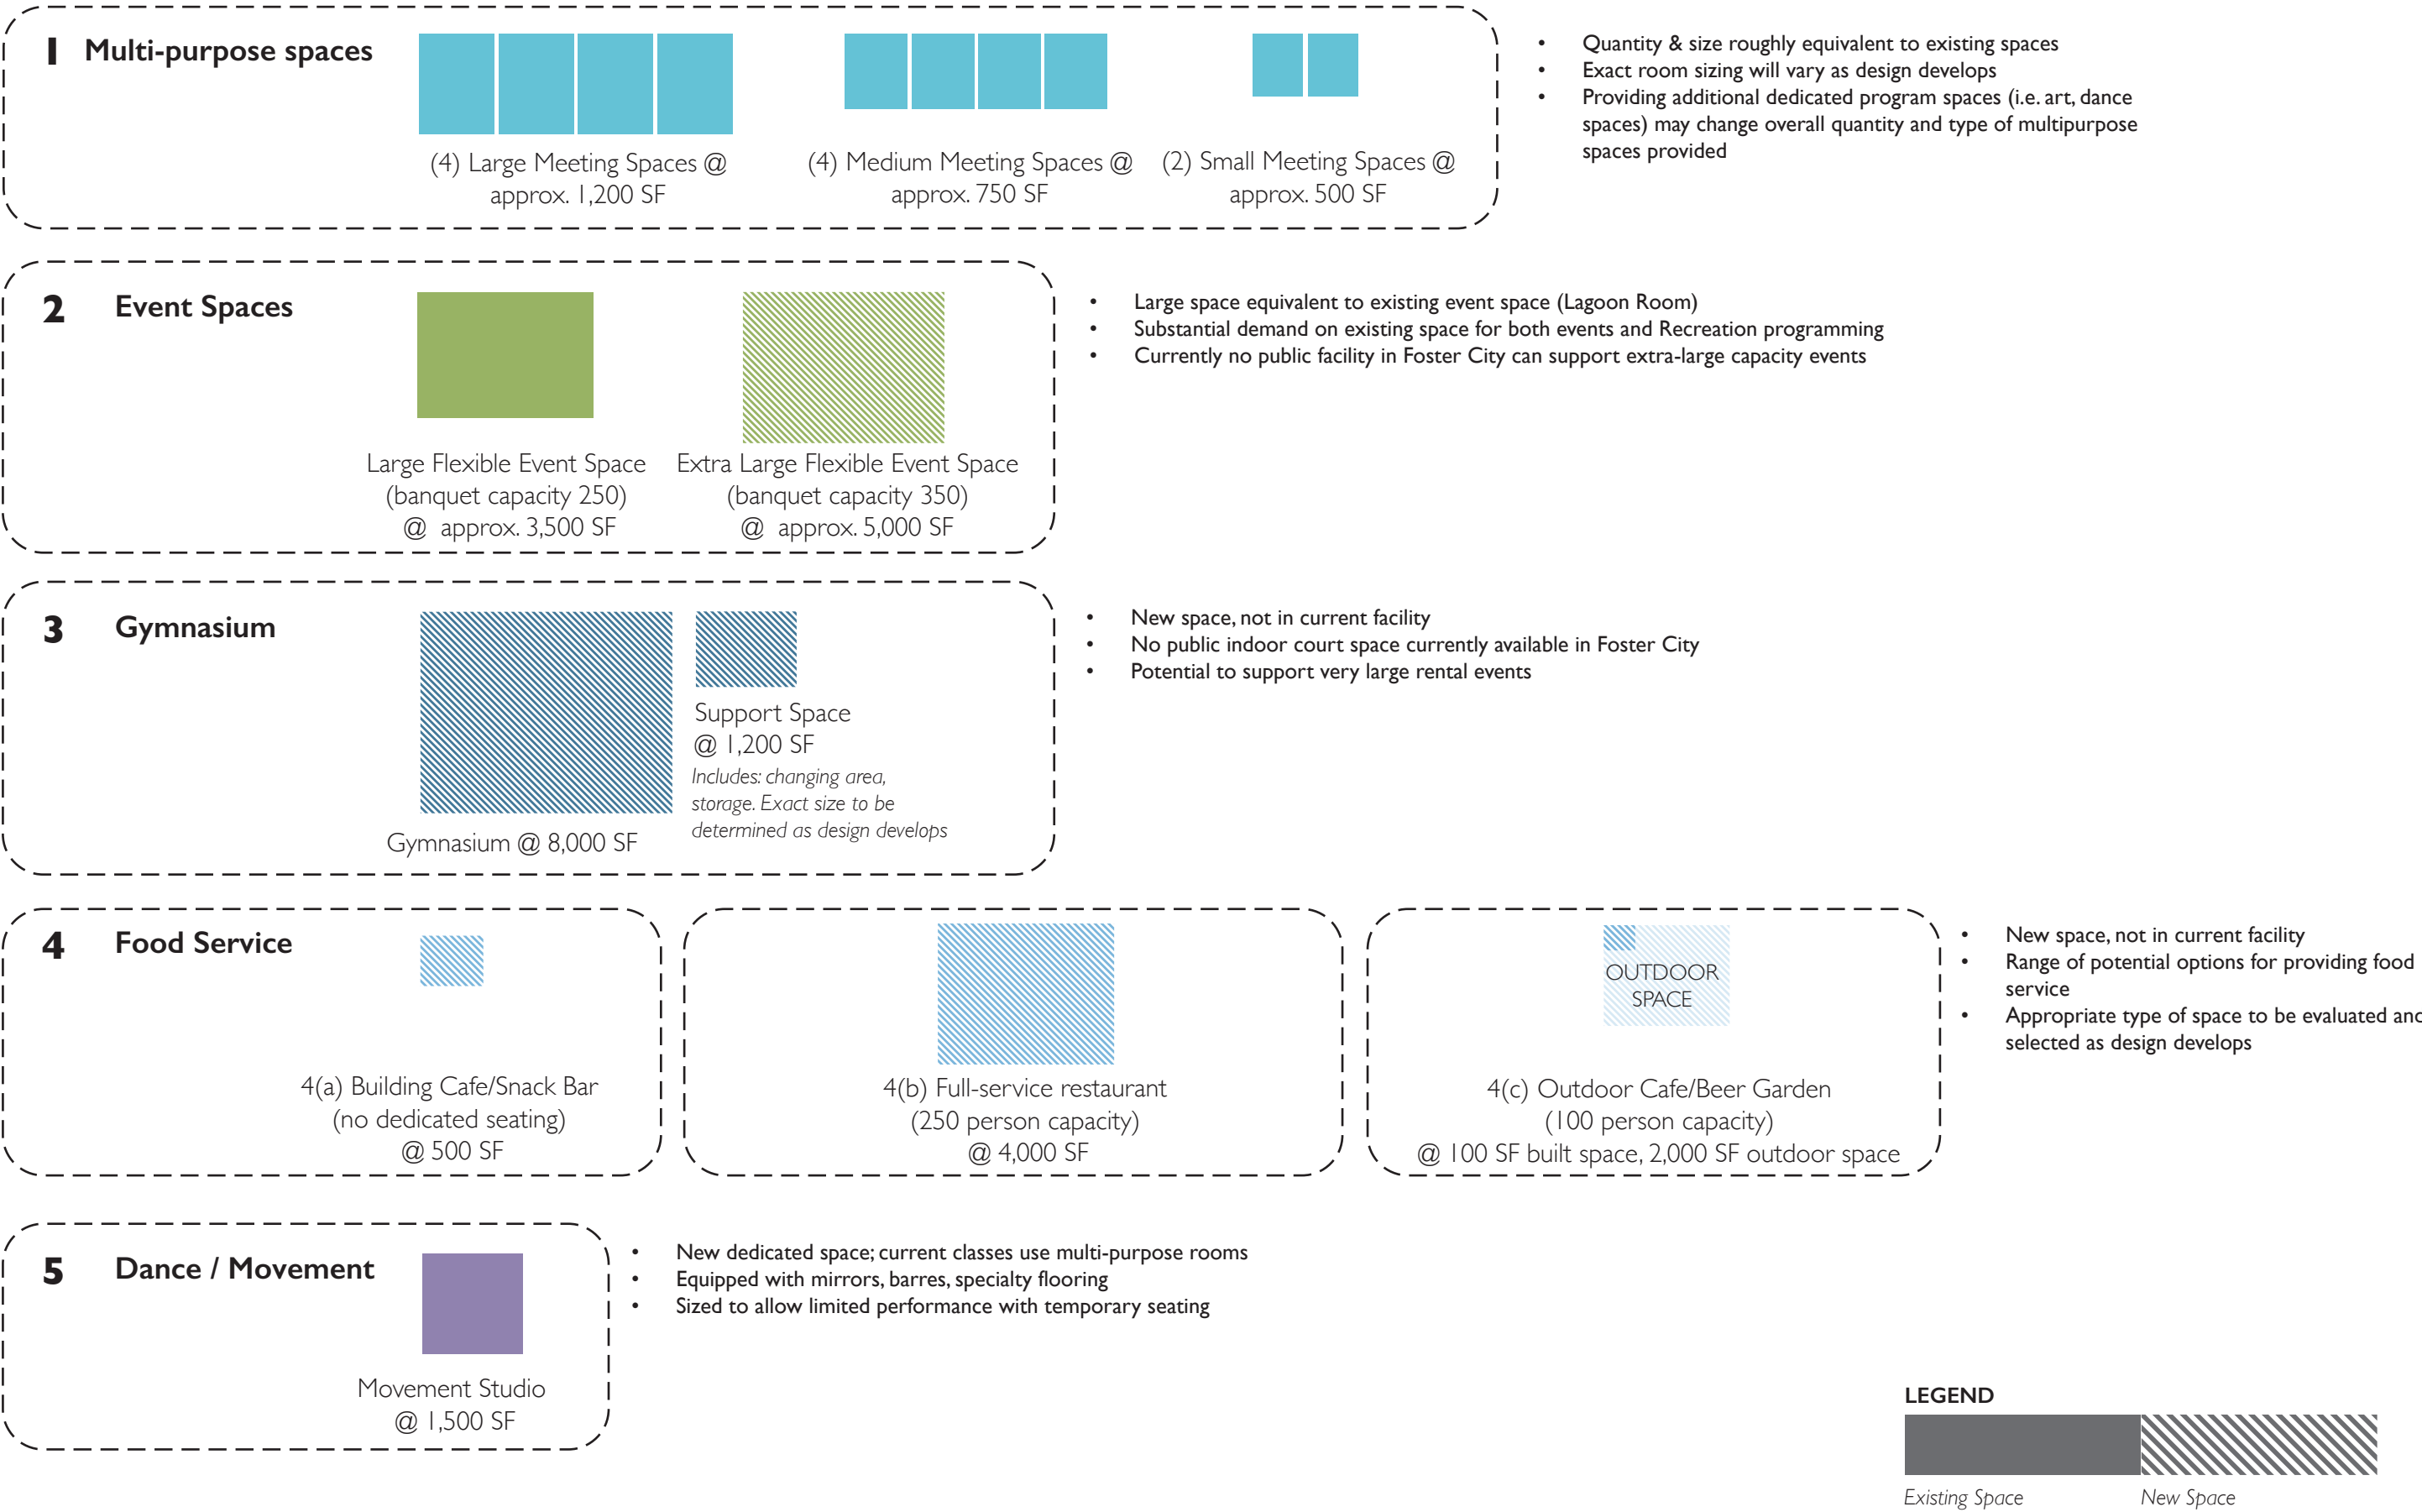 1 Multi-purpose spaces
(4) Large Meeting Spaces @
approx. 1,200 SF
(4) Medium Meeting Spaces @
approx. 750 SF
(2) Small Meeting Spaces @
approx. 500 SF
• Quantity & size roughly equivalent to existing spaces
• Exact room sizing will vary as design develops
• Providing additional dedicated program spaces (i.e. art, dance
spaces) may change overall quantity and type of multipurpose
spaces provided
2 Event Spaces
Large Flexible Event Space
(banquet capacity 250)
@ approx. 3,500 SF
Extra Large Flexible Event Space
(banquet capacity 350)
@ approx. 5,000 SF
• Large space equivalent to existing event space (Lagoon Room)
• Substantial demand on existing space for both events and Recreation programming
• Currently no public facility in Foster City can support extra-large capacity events
3 Gymnasium
Gymnasium @ 8,000 SF
Support Space
@ 1,200 SF
Includes: changing area,
storage. Exact size to be
determined as design develops
• New space, not in current facility
• No public indoor court space currently available in Foster City
• Potential to support very large rental events
4 Food Service
4(a) Building Cafe/Snack Bar
(no dedicated seating)
@ 500 SF
4(b) Full-service restaurant
(250 person capacity)
@ 4,000 SF
OUTDOOR
SPACE
4(c) Outdoor Cafe/Beer Garden
(100 person capacity)
@ 100 SF built space, 2,000 SF outdoor space
• New space, not in current facility
• Range of potential options for providing food
service
• Appropriate type of space to be evaluated and
selected as design develops
5 Dance / Movement
Movement Studio
@ 1,500 SF
• New dedicated space; current classes use multi-purpose rooms
• Equipped with mirrors, barres, specialty flooring
• Sized to allow limited performance with temporary seating
LEGEND
Existing Space
New Space